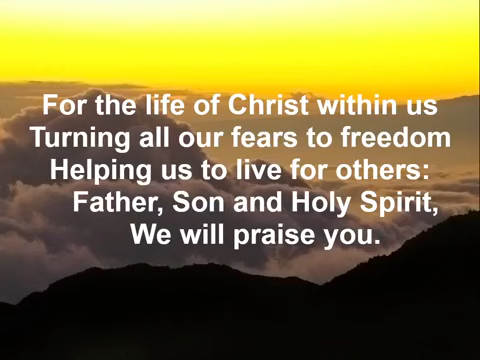 For the life of Christ within us
Turning all our fears to freedom
Helping us to live for others:
Father, Son and Holy Spirit,
We will praise you.